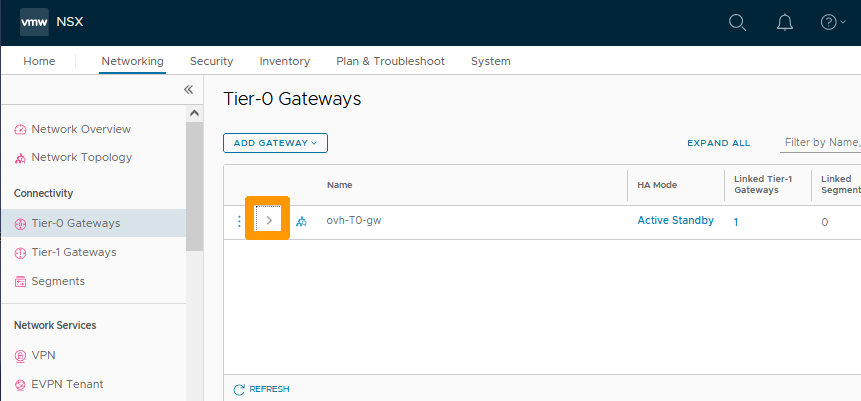 vmw NSX
Home Networking Security Inventory Plan & Troubleshoot System
Network Overview
Network Topology
Connectivity
Tier-0 Gateways
Tier-1 Gateways
Segments
Network Services
VPN
EVPN Tenant
Tier-0 Gateways
ADD GATEWAY
EXPAND ALL
Filter by Name,
Name
HA Mode
Linked Tier-1
Gateways
Linked
Segment
ovh-T0-gw
Active Standby
1
0
REFRESH